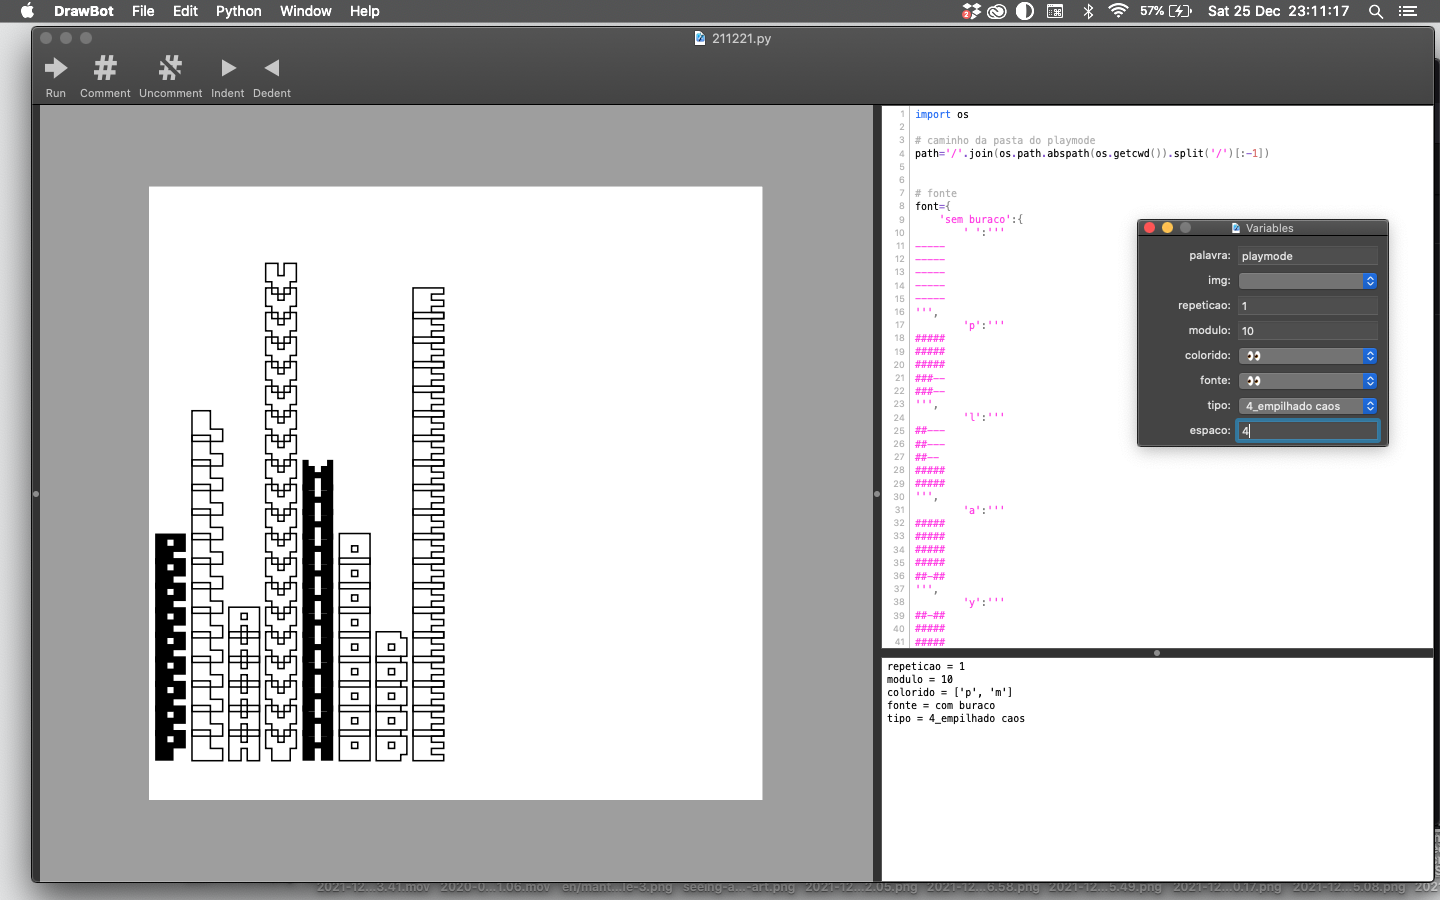 DrawBot File Edit Python Window Help 57% Sat 25 Dec 23:11:17
211221.py
Run Comment Uncomment Indent Dedent
1 import os
2
3 # caminho da pasta do playmode
4 path='/'.join(os.path.abspath(os.getcwd()).split('/')[:-1])
5
6
7 # fonte
8 font={
9 'sem buraco':{
10 ' ':'''
11 -----
12 -----
13 -----
14 -----
15 -----
16 ''',
17 'p':'''
18 #####
19 #####
20 #####
21 ###--
22 ###--
23 ''',
24 'l':'''
25 ##---
26 ##---
27 ##--
28 #####
29 #####
30 ''',
31 'a':'''
32 #####
33 #####
34 #####
35 #####
36 ##-##
37 ''',
38 'y':'''
39 ##-##
40 #####
41 #####
Variables
palavra: playmode
img:
repeticao: 1
modulo: 10
colorido: 👀
fonte: 👀
tipo: 4_empilhado caos
espaco: 4
repeticao = 1
modulo = 10
colorido = ['p', 'm']
fonte = com buraco
tipo = 4_empilhado caos
PLAYMODE
2021-12...3.41.mov 2020-0...1.06.mov en/mant...le-3.png seeing-a...-art.png 2021-12...2.05.png 2021-12...6.58.png 2021-12...5.49.png 2021-12...0.17.png 2021-12...5.08.png